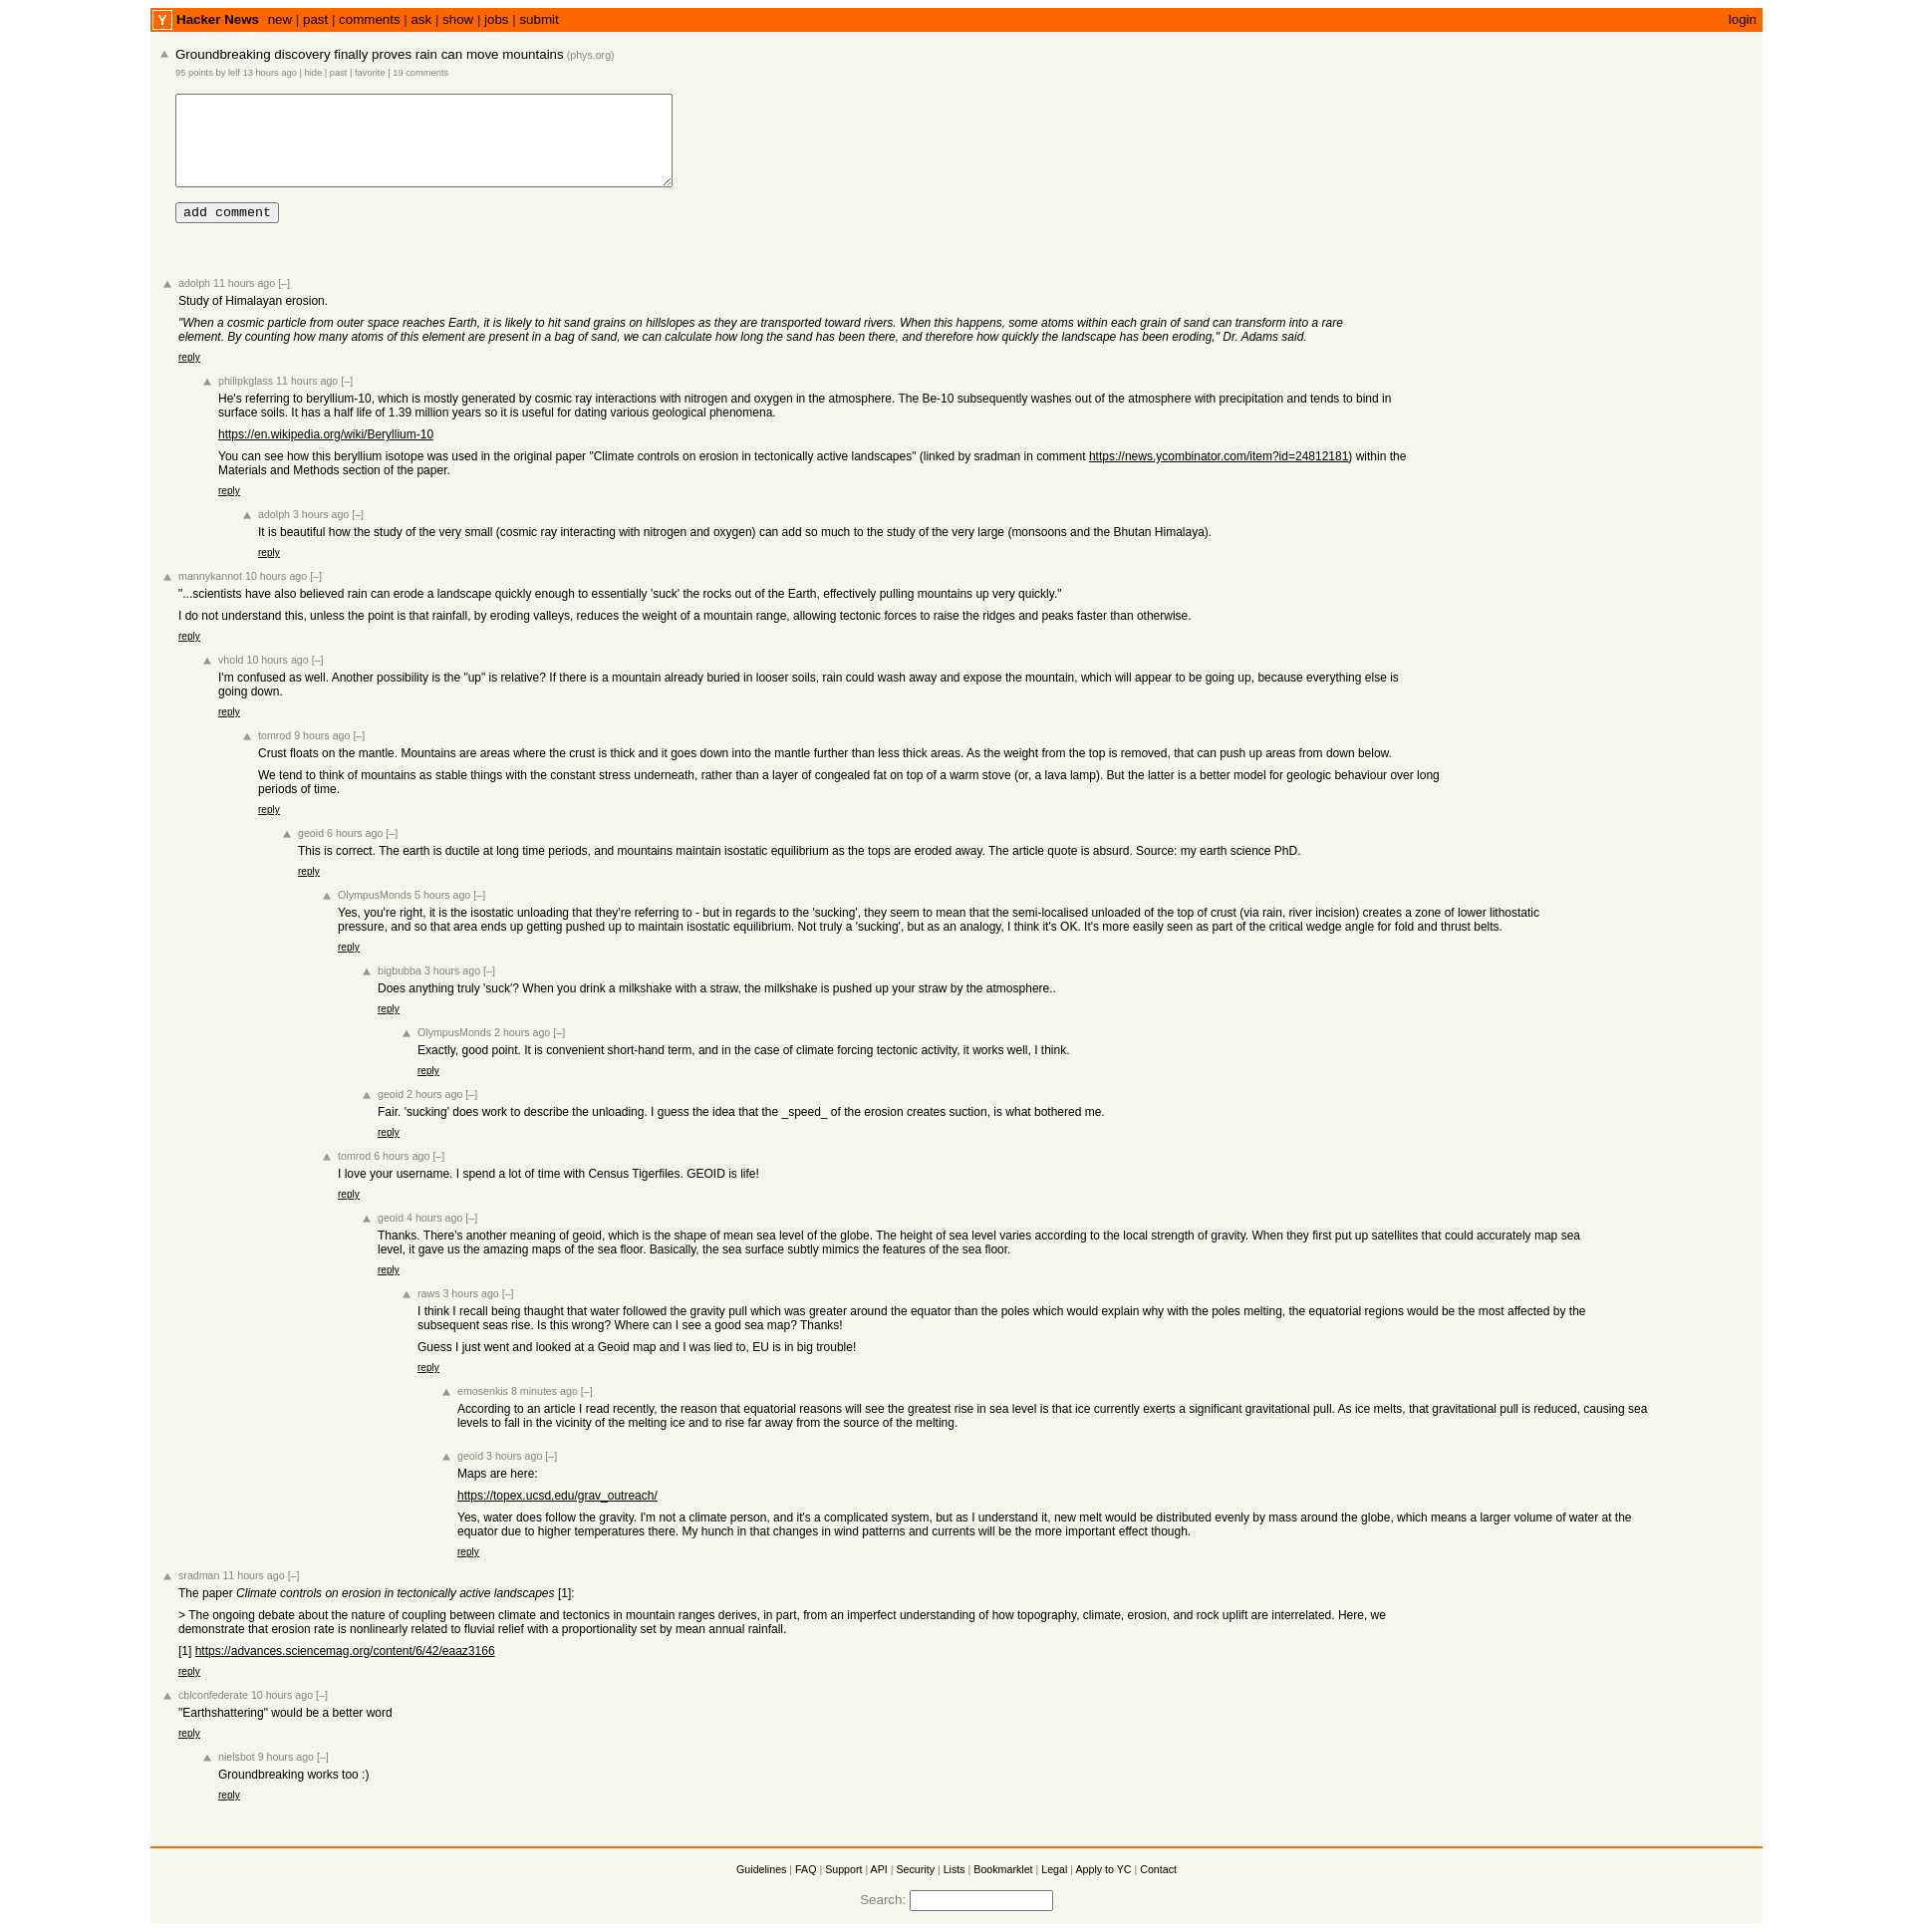 Y Hacker News new | past | comments | ask | show | jobs | submit login
Groundbreaking discovery finally proves rain can move mountains (phys.org)
95 points by lelf 13 hours ago | hide | past | favorite | 19 comments
add comment
adolph 11 hours ago [–]
Study of Himalayan erosion.
"When a cosmic particle from outer space reaches Earth, it is likely to hit sand grains on hillslopes as they are transported toward rivers. When this happens, some atoms within each grain of sand can transform into a rare
element. By counting how many atoms of this element are present in a bag of sand, we can calculate how long the sand has been there, and therefore how quickly the landscape has been eroding," Dr. Adams said.
reply
philipkglass 11 hours ago [–]
He's referring to beryllium-10, which is mostly generated by cosmic ray interactions with nitrogen and oxygen in the atmosphere. The Be-10 subsequently washes out of the atmosphere with precipitation and tends to bind in
surface soils. It has a half life of 1.39 million years so it is useful for dating various geological phenomena.
https://en.wikipedia.org/wiki/Beryllium-10
You can see how this beryllium isotope was used in the original paper "Climate controls on erosion in tectonically active landscapes" (linked by sradman in comment https://news.ycombinator.com/item?id=24812181) within the
Materials and Methods section of the paper.
reply
adolph 3 hours ago [–]
It is beautiful how the study of the very small (cosmic ray interacting with nitrogen and oxygen) can add so much to the study of the very large (monsoons and the Bhutan Himalaya).
reply
mannykannot 10 hours ago [–]
"...scientists have also believed rain can erode a landscape quickly enough to essentially 'suck' the rocks out of the Earth, effectively pulling mountains up very quickly."
I do not understand this, unless the point is that rainfall, by eroding valleys, reduces the weight of a mountain range, allowing tectonic forces to raise the ridges and peaks faster than otherwise.
reply
vhold 10 hours ago [–]
I'm confused as well. Another possibility is the "up" is relative? If there is a mountain already buried in looser soils, rain could wash away and expose the mountain, which will appear to be going up, because everything else is
going down.
reply
tomrod 9 hours ago [–]
Crust floats on the mantle. Mountains are areas where the crust is thick and it goes down into the mantle further than less thick areas. As the weight from the top is removed, that can push up areas from down below.
We tend to think of mountains as stable things with the constant stress underneath, rather than a layer of congealed fat on top of a warm stove (or, a lava lamp). But the latter is a better model for geologic behaviour over long
periods of time.
reply
geoid 6 hours ago [–]
This is correct. The earth is ductile at long time periods, and mountains maintain isostatic equilibrium as the tops are eroded away. The article quote is absurd. Source: my earth science PhD.
reply
OlympusMonds 5 hours ago [–]
Yes, you're right, it is the isostatic unloading that they're referring to - but in regards to the 'sucking', they seem to mean that the semi-localised unloaded of the top of crust (via rain, river incision) creates a zone of lower lithostatic
pressure, and so that area ends up getting pushed up to maintain isostatic equilibrium. Not truly a 'sucking', but as an analogy, I think it's OK. It's more easily seen as part of the critical wedge angle for fold and thrust belts.
reply
bigbubba 3 hours ago [–]
Does anything truly 'suck'? When you drink a milkshake with a straw, the milkshake is pushed up your straw by the atmosphere..
reply
OlympusMonds 2 hours ago [–]
Exactly, good point. It is convenient short-hand term, and in the case of climate forcing tectonic activity, it works well, I think.
reply
geoid 2 hours ago [–]
Fair. 'sucking' does work to describe the unloading. I guess the idea that the _speed_ of the erosion creates suction, is what bothered me.
reply
tomrod 6 hours ago [–]
I love your username. I spend a lot of time with Census Tigerfiles. GEOID is life!
reply
geoid 4 hours ago [–]
Thanks. There's another meaning of geoid, which is the shape of mean sea level of the globe. The height of sea level varies according to the local strength of gravity. When they first put up satellites that could accurately map sea
level, it gave us the amazing maps of the sea floor. Basically, the sea surface subtly mimics the features of the sea floor.
reply
raws 3 hours ago [–]
I think I recall being thaught that water followed the gravity pull which was greater around the equator than the poles which would explain why with the poles melting, the equatorial regions would be the most affected by the
subsequent seas rise. Is this wrong? Where can I see a good sea map? Thanks!
Guess I just went and looked at a Geoid map and I was lied to, EU is in big trouble!
reply
emosenkis 8 minutes ago [–]
According to an article I read recently, the reason that equatorial reasons will see the greatest rise in sea level is that ice currently exerts a significant gravitational pull. As ice melts, that gravitational pull is reduced, causing sea
levels to fall in the vicinity of the melting ice and to rise far away from the source of the melting.
geoid 3 hours ago [–]
Maps are here:
https://topex.ucsd.edu/grav_outreach/
Yes, water does follow the gravity. I'm not a climate person, and it's a complicated system, but as I understand it, new melt would be distributed evenly by mass around the globe, which means a larger volume of water at the
equator due to higher temperatures there. My hunch in that changes in wind patterns and currents will be the more important effect though.
reply
sradman 11 hours ago [–]
The paper Climate controls on erosion in tectonically active landscapes [1]:
> The ongoing debate about the nature of coupling between climate and tectonics in mountain ranges derives, in part, from an imperfect understanding of how topography, climate, erosion, and rock uplift are interrelated. Here, we
demonstrate that erosion rate is nonlinearly related to fluvial relief with a proportionality set by mean annual rainfall.
[1] https://advances.sciencemag.org/content/6/42/eaaz3166
reply
cblconfederate 10 hours ago [–]
"Earthshattering" would be a better word
reply
nielsbot 9 hours ago [–]
Groundbreaking works too :)
reply
Guidelines | FAQ | Support | API | Security | Lists | Bookmarklet | Legal | Apply to YC | Contact
Search: